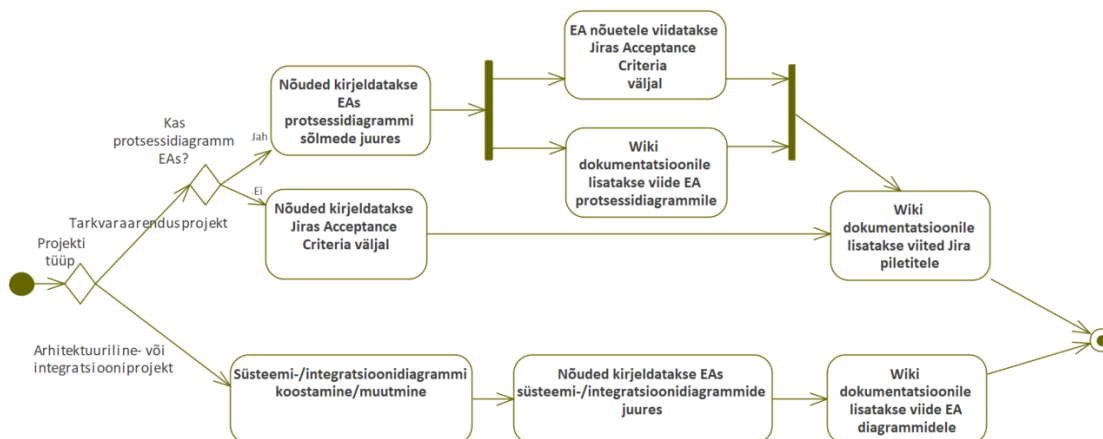 EA nõuetele viidatakse
Jiras Acceptance
Criteria
väljal
Nõuded kirjeldatakse
EAs
protsessidiagrammi
sõlmede juures
Kas
protsessidiagramm
EAs?
Jah
Wiki
dokumentatsioonile
lisatakse viide EA
protsessidiagrammile
Ei
Nõuded kirjeldatakse
Jiras Acceptance
Criteria väljal
Wiki
dokumentatsioonile
lisatakse viited Jira
piletitele
Tarkvaraarendusprojekt
Projekti
tüüp
Arhitektuuriline- või
integratsiooniprojekt
Süsteemi-/integratsioonidiagrammi
koostamine/muutmine
Nõuded kirjeldatakse EAs
süsteemi-/integratsioonidiagrammide
juures
Wiki
dokumentatsioonile
lisatakse viide EA
diagrammidele